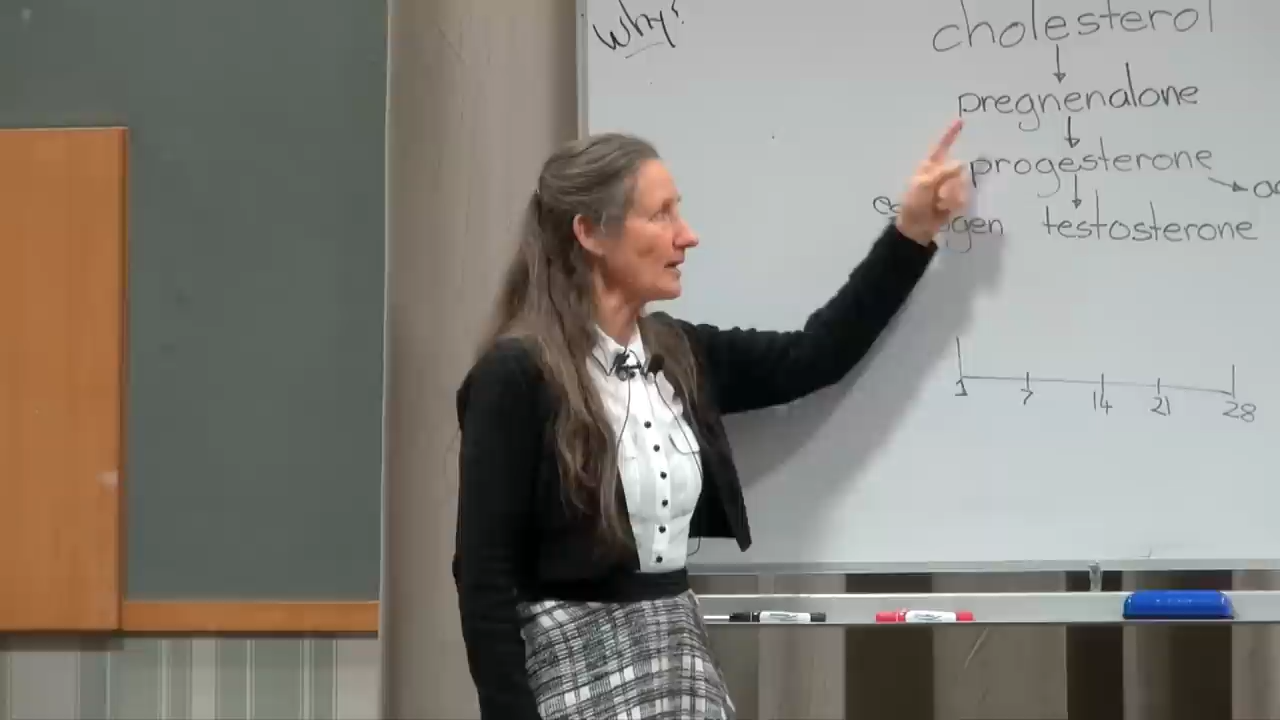 Why?
cholesterol
pregnenalone
progesterone
testosterone
1 7 14 21 28